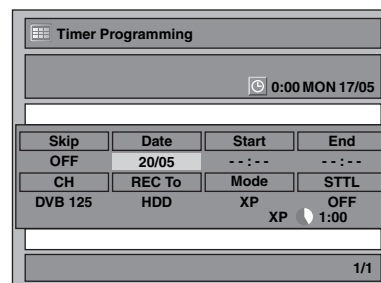 Timer Programming
0:00 MON 17/05
Skip Date Start End
OFF 20/05 --:-- --:--
CH REC To Mode STTL
DVB 125 HDD XP OFF
XP 1:00
1/1